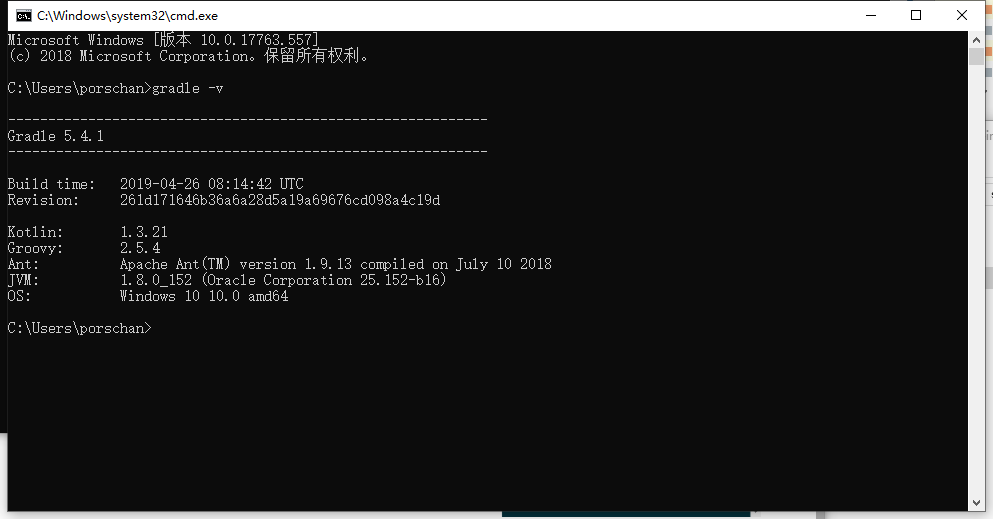 C:\Windows\system32\cmd.exe
Microsoft Windows [版本 10.0.17763.557]
(c) 2018 Microsoft Corporation。保留所有权利。
C:\Users\porschan>gradle -v
------------------------------------------------------------
Gradle 5.4.1
------------------------------------------------------------
Build time:   2019-04-26 08:14:42 UTC
Revision:     261d171646b36a6a28d5a19a69676cd098a4c19d
Kotlin:       1.3.21
Groovy:       2.5.4
Ant:          Apache Ant(TM) version 1.9.13 compiled on July 10 2018
JVM:          1.8.0_152 (Oracle Corporation 25.152-b16)
OS:           Windows 10 10.0 amd64
C:\Users\porschan>